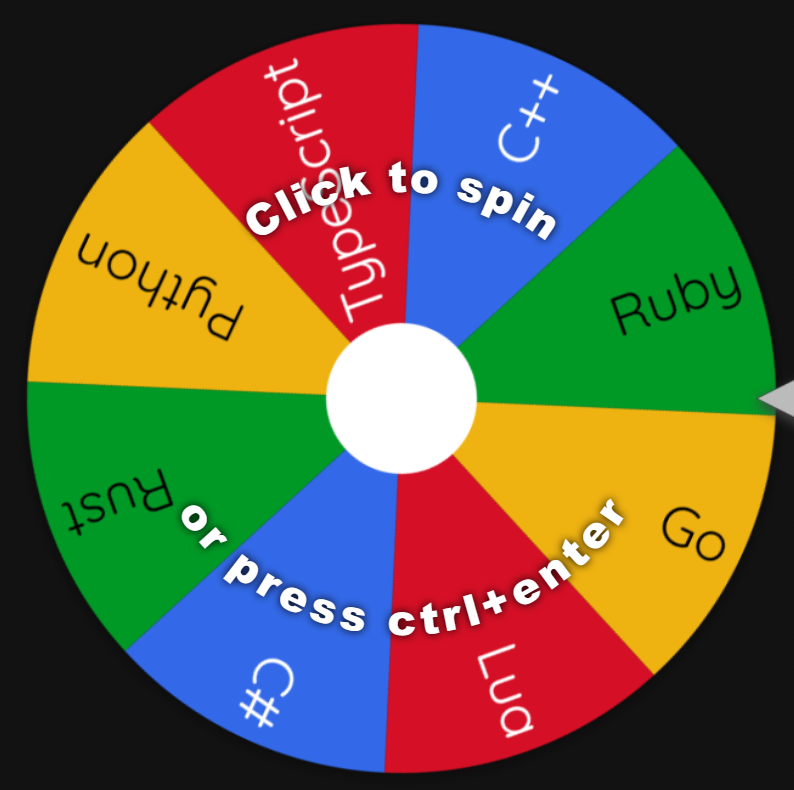 TypeScript
C++
Click to spin
Ruby
Python
Go
Rust
or press ctrl+enter
C#
Lua